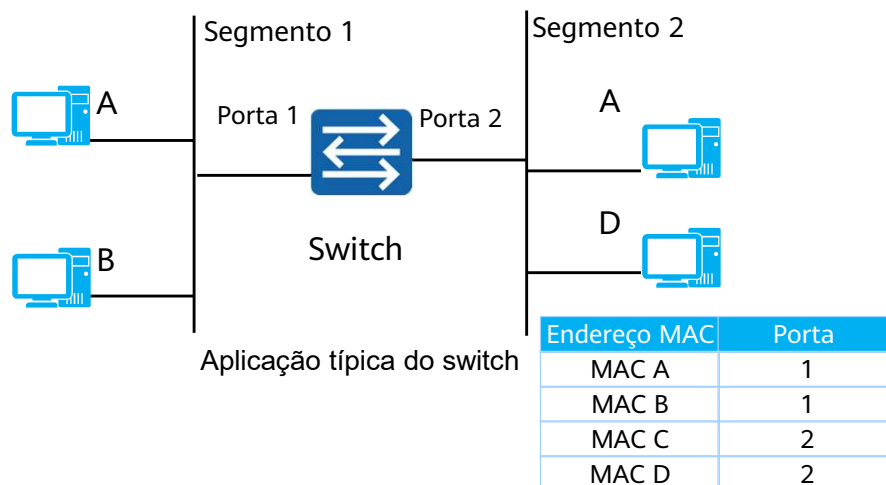 Segmento 1
Segmento 2
A
Porta 1
Porta 2
A
B
Switch
D
Aplicação típica do switch
Endereço MAC Porta
MAC A 1
MAC B 1
MAC C 2
MAC D 2